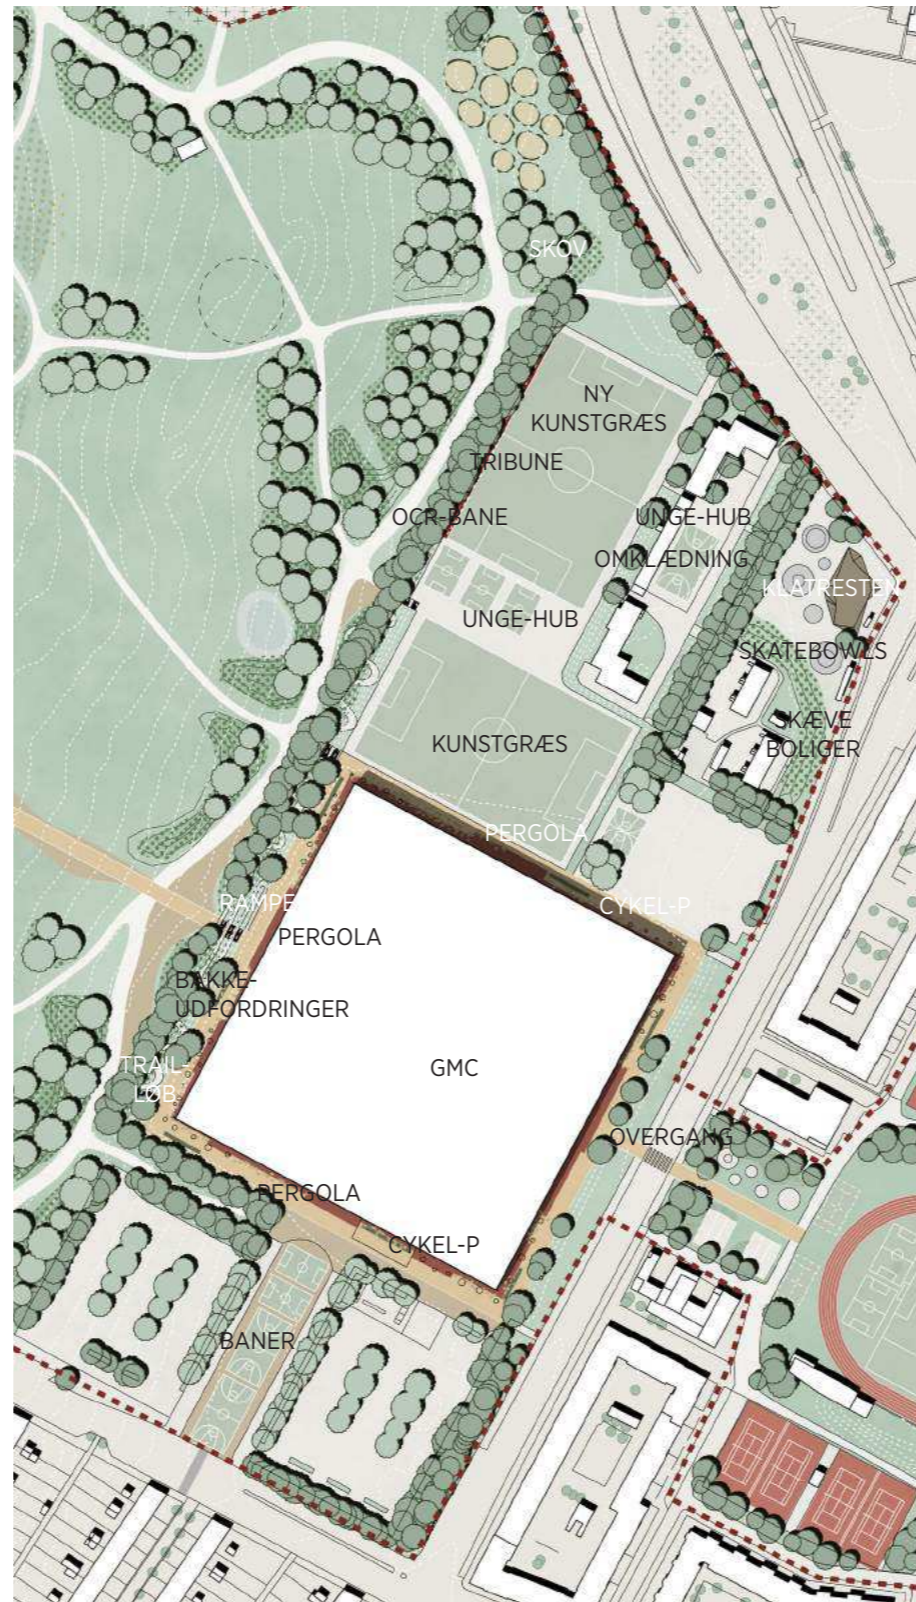 SKOV
NY
KUNSTGRÆS
TRIBUNE
OCR-BANE
UNGE-HUB
OMKLÆDNING
KLATRESTEN
UNGE-HUB
SKATEBOWLS
SKÆVE
BOLIGER
KUNSTGRÆS
PERGOLA
RAMPE
CYKEL-P
PERGOLA
BAKKE-
UDFORDRINGER
GMC
TRAIL-
LØB
OVERGANG
PERGOLA
CYKEL-P
BANER